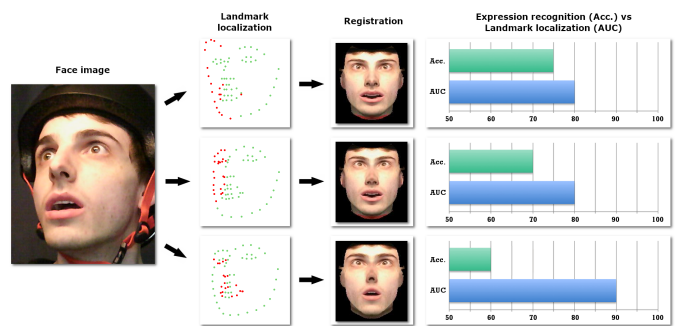 Landmark
localization
Registration
Expression recognition (Acc.) vs
Landmark localization (AUC)
Face image
Acc.
AUC
50 60 70 80 90 100
Acc.
AUC
50 60 70 80 90 100
Acc.
AUC
50 60 70 80 90 100